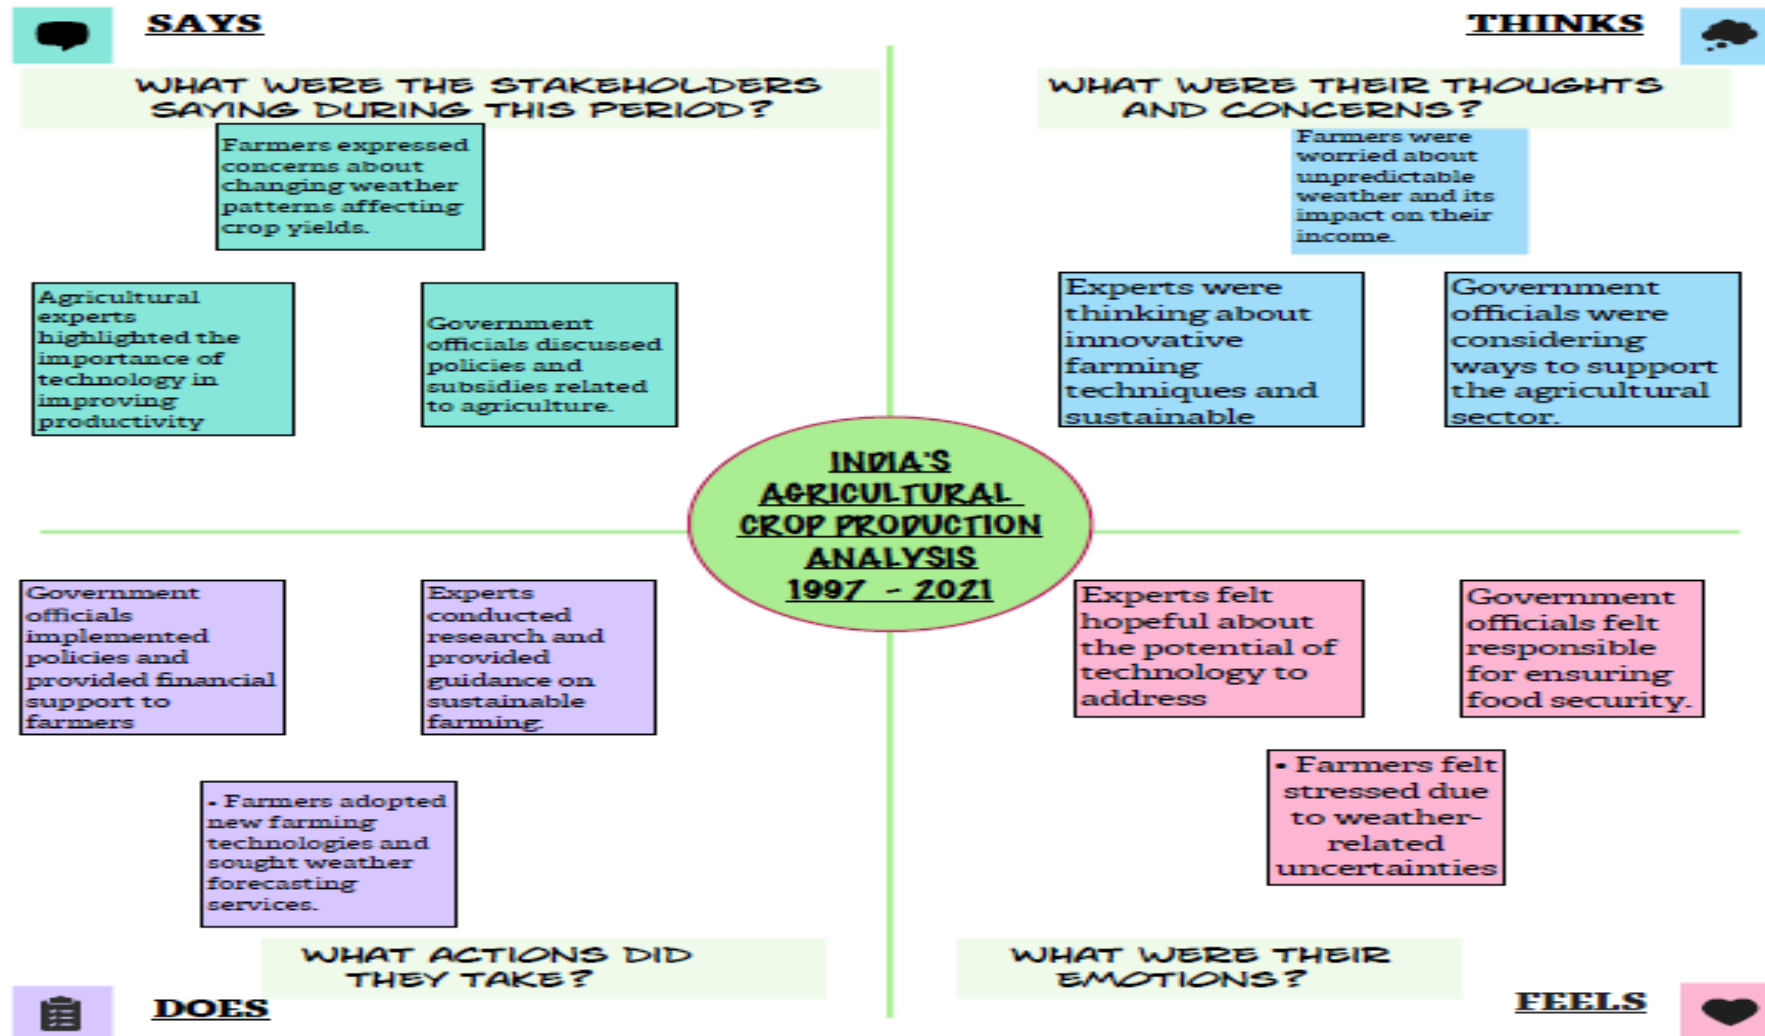 SAYS
WHAT WERE THE STAKEHOLDERS
SAYING DURING THIS PERIOD?
Farmers expressed
concerns about
changing weather
patterns affecting
crop yields.
Agricultural
experts
highlighted the
importance of
technology in
improving
productivity
Government
officials discussed
policies and
subsidies related
to agriculture.
THINKS
WHAT WERE THEIR THOUGHTS
AND CONCERNS?
Farmers were
worried about
unpredictable
weather and its
impact on their
income.
Experts were
thinking about
innovative
farming
techniques and
sustainable
Government
officials were
considering
ways to support
the agricultural
sector.
INDIA'S
AGRICULTURAL
CROP PRODUCTION
ANALYSIS
1997 - 2021
Government
officials
implemented
policies and
provided financial
support to
farmers
Experts
conducted
research and
provided
guidance on
sustainable
farming.
- Farmers adopted
new farming
technologies and
sought weather
forecasting
services.
WHAT ACTIONS DID
THEY TAKE?
DOES
Experts felt
hopeful about
the potential of
technology to
address
Government
officials felt
responsible
for ensuring
food security.
• Farmers felt
stressed due
to weather-
related
uncertainties
WHAT WERE THEIR
EMOTIONS?
FEELS